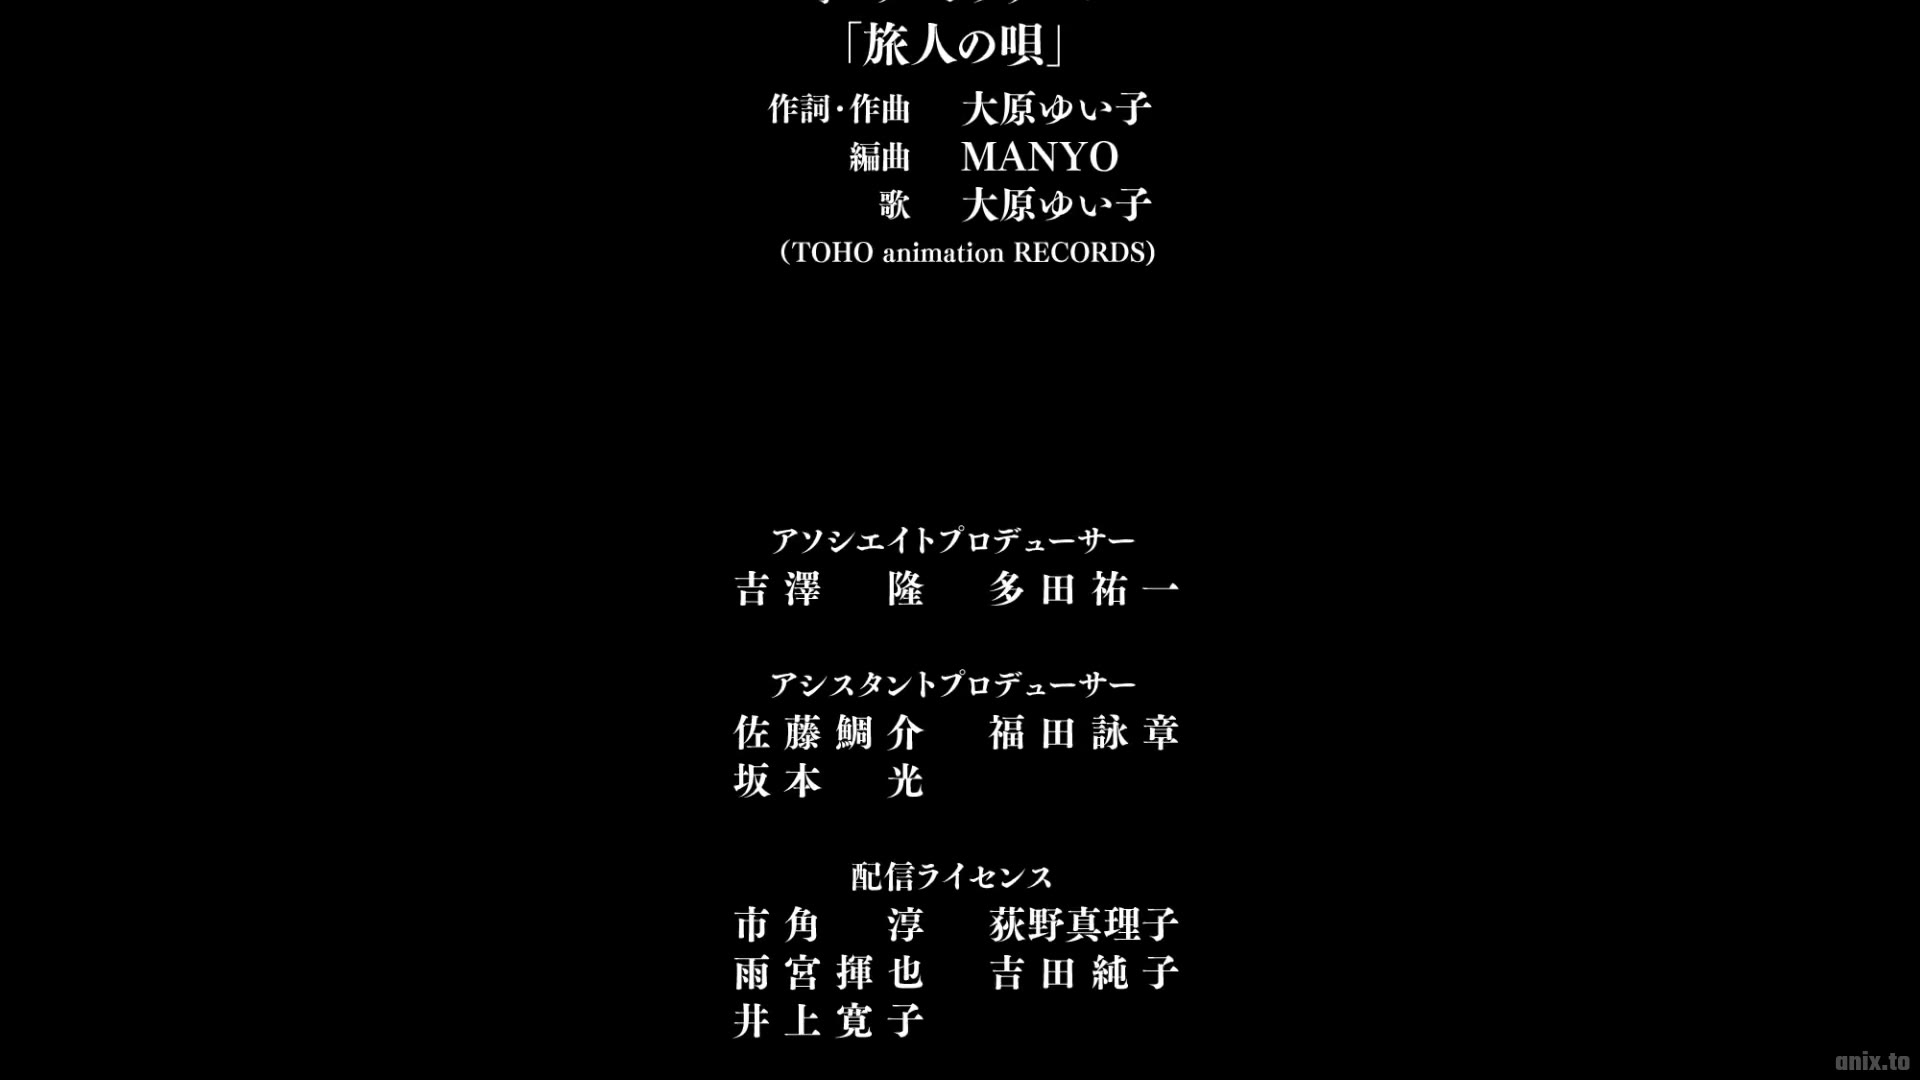 「旅人の唄」
作詞・作曲 大原ゆい子
編曲 MANYO
歌 大原ゆい子
(TOHO animation RECORDS)
アソシエイトプロデューサー
吉澤 隆 多田祐一
アシスタントプロデューサー
佐藤鯛介 福田詠章
坂本 光
配信ライセンス
市角 淳 荻野真理子
雨宮揮也 吉田純子
井上寛子
anix.to